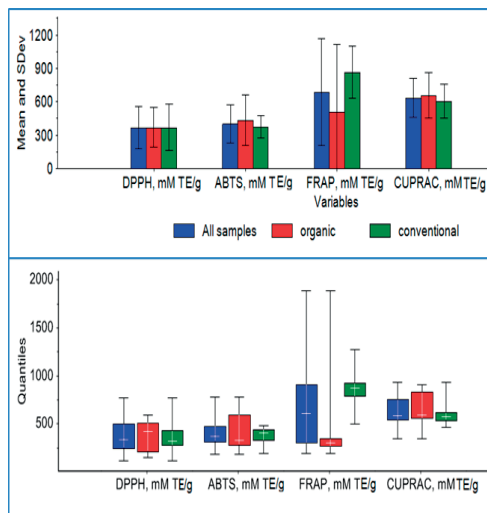 Mean and SDev
1200
900
600
300
0
DPPH, mM TE/g ABTS, mM TE/g FRAP, mM TE/g CUPRAC, mM TE/g
Variables
All samples organic conventional
Quantiles
2000
1500
1000
500
DPPH, mM TE/g ABTS, mM TE/g FRAP, mM TE/g CUPRAC, mM TE/g